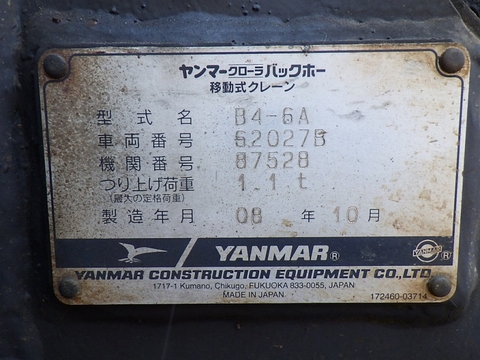 ヤンマークローラバックホー
移動式クレーン
型式名 B4-6A
車両番号 62027B
機関番号 87528
つり上げ荷重 1.1t
(最大の定格荷重)
製造年月 08 年 10 月
YANMAR®
YANMAR CONSTRUCTION EQUIPMENT CO.,LTD.
1717-1 Kumano, Chikugo, FUKUOKA 833-0055, JAPAN
MADE IN JAPAN
172460-03714